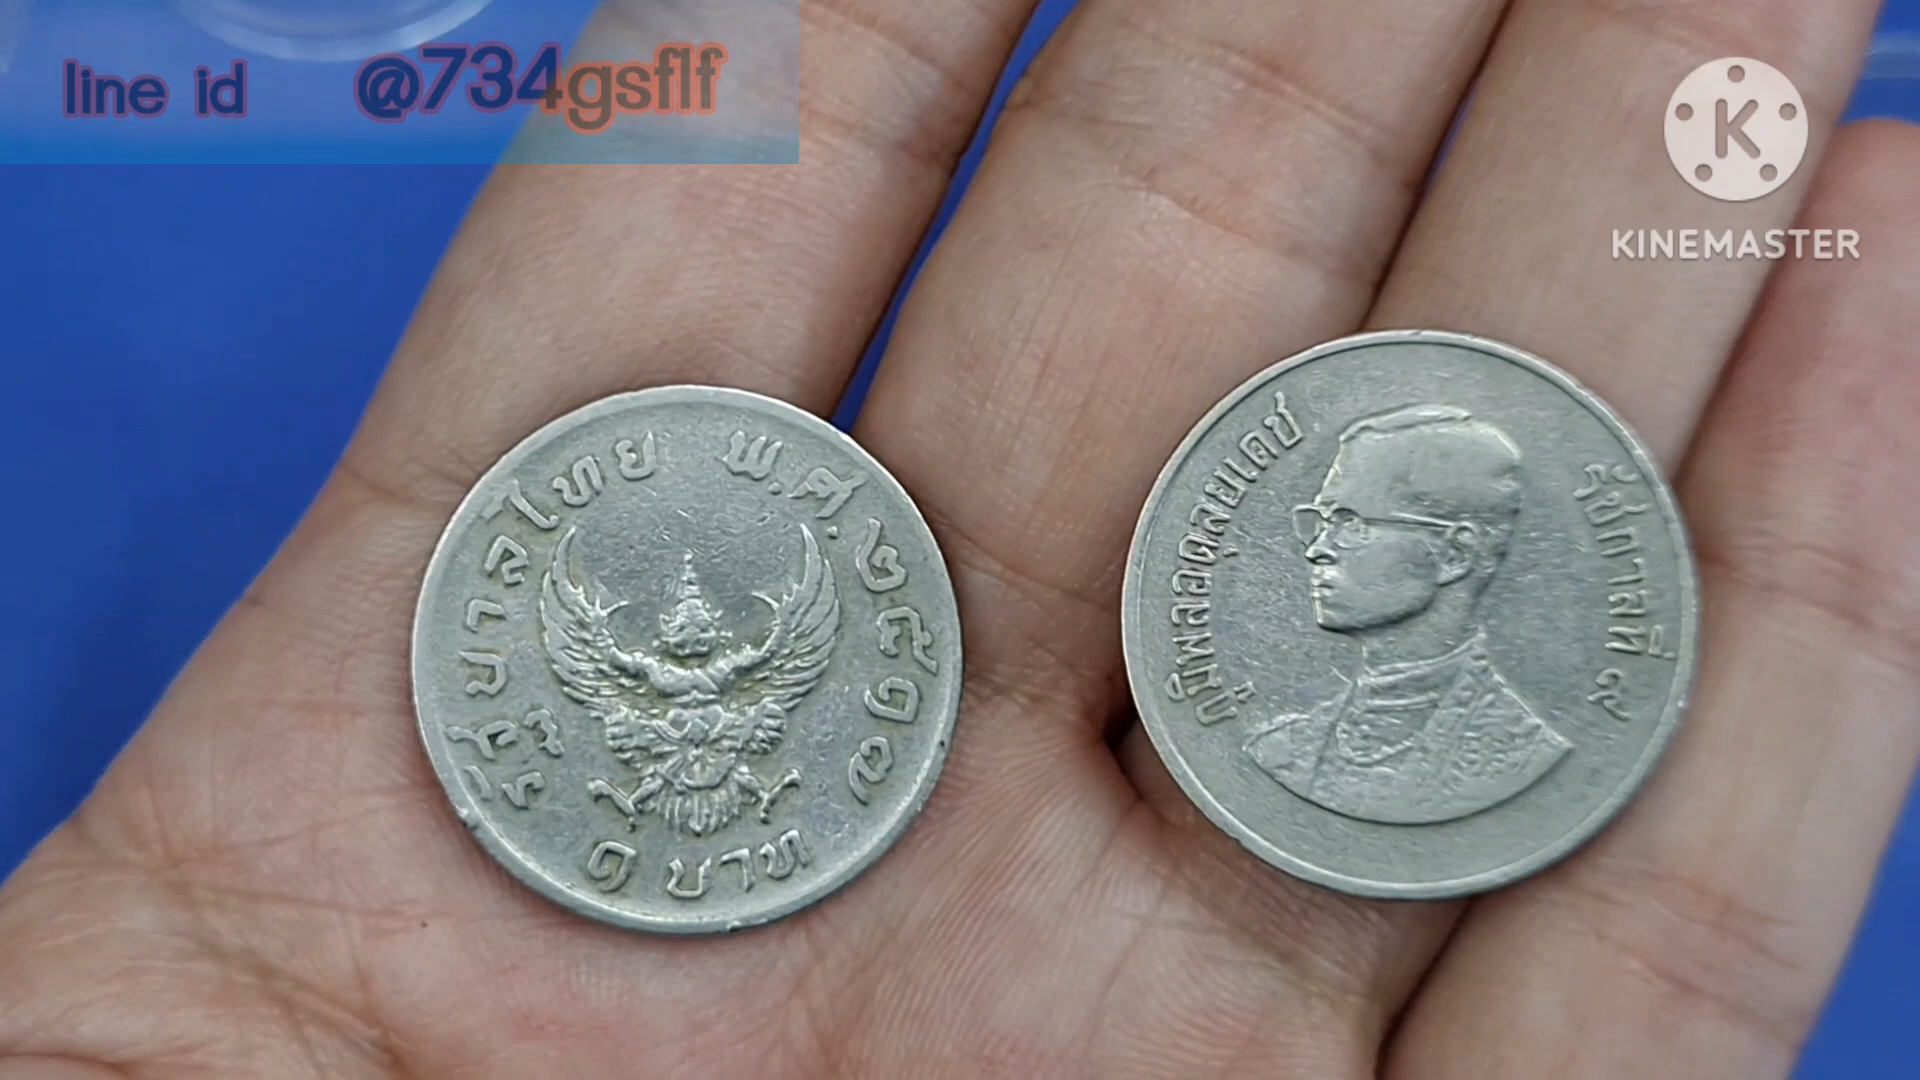 line id @734gsflf
KINEMASTER
รัฐบาลไทย พ.ศ. ๒๕๑๗
๑ บาท
ภูมิพลอดุลยเดช
รัชกาลที่ ๙